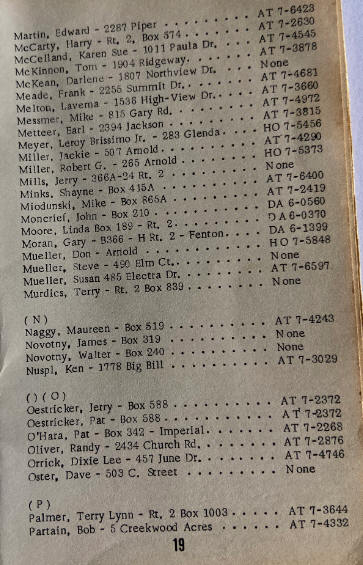 Martin, Edward - 2287 Piper . . . . . . . . . AT 7-6423
McCarty, Harry - Rt. 2, Box 374 . . . . . . . AT 7-2630
McCelland, Karen Sue - 1011 Paula Dr. . . . . AT 7-4545
McKinnon, Tom - 1904 Ridgeway. . . . . . . . AT 7-3878
McKean, Darlene - 1807 Northview Dr. . . . . None
Meade, Frank - 2255 Summit Dr. . . . . . . . AT 7-4681
Melton, Laverna - 1536 High-View Dr. . . . . AT 7-3660
Messmer, Mike - 815 Gary Rd. . . . . . . . . AT 7-4972
Metteer, Earl - 2394 Jackson . . . . . . . . AT 7-3815
Meyer, Leroy Brissimo Jr. - 283 Glenda . . . HO 7-5456
Miller, Jackie - 507 Arnold. . . . . . . . . AT 7-4290
Miller, Robert G. - 265 Arnold . . . . . . . HO 7-5373
Mills, Jerry - 366A-24 Rt. 2 . . . . . . . . None
Minks, Shayne - Box 415A . . . . . . . . . . AT 7-6400
Miodunski, Mike - Box 865A . . . . . . . . . AT 7-2419
Moncrief, John - Box 210 . . . . . . . . . . DA 6-0560
Moore, Linda Box 189 - Rt. 2. . . . . . . . DA 6-0370
Moran, Gary - B366 - H Rt. 2 - Fenton. . . . DA 6-1399
Mueller, Don - Arnold . . . . . . . . . . . HO 7-5848
Mueller, Steve - 490 Elm Ct. . . . . . . . . None
Mueller, Susan 485 Electra Dr. . . . . . . . AT 7-6597
Murdics, Terry - Rt. 2 Box 839 . . . . . . . None
( N )
Naggy, Maureen - Box 519 . . . . . . . . . . AT 7-4243
Novotny, James - Box 319 . . . . . . . . . . None
Novotny, Walter - Box 240 . . . . . . . . . None
Nuspl, Ken - 1778 Big Bill . . . . . . . . . AT 7-3029
( ) ( O )
Oestricker, Jerry - Box 588 . . . . . . . . AT 7-2372
Oestricker, Pat - Box 588 . . . . . . . . . AT 7-2372
O'Hara, Pat - Box 342 - Imperial. . . . . . AT 7-2268
Oliver, Randy - 2434 Church Rd. . . . . . . AT 7-2876
Orrick, Dixie Lee - 457 June Dr. . . . . . . AT 7-4746
Oster, Dave - 503 C. Street . . . . . . . . None
( P )
Palmer, Terry Lynn - Rt. 2 Box 1003. . . . . AT 7-3644
Partain, Bob - 5 Creekwood Acres . . . . . . AT 7-4332
19